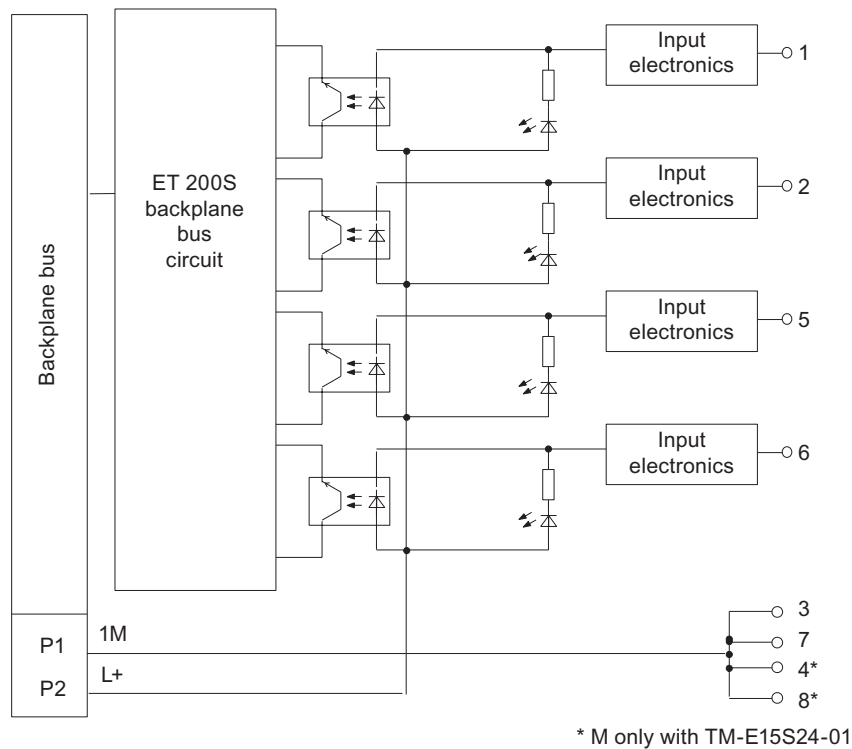 Backplane bus
ET 200S
backplane
bus
circuit
Input
electronics
1
Input
electronics
2
Input
electronics
5
Input
electronics
6
P1
1M
P2
L+
3
7
4*
8*
* M only with TM-E15S24-01